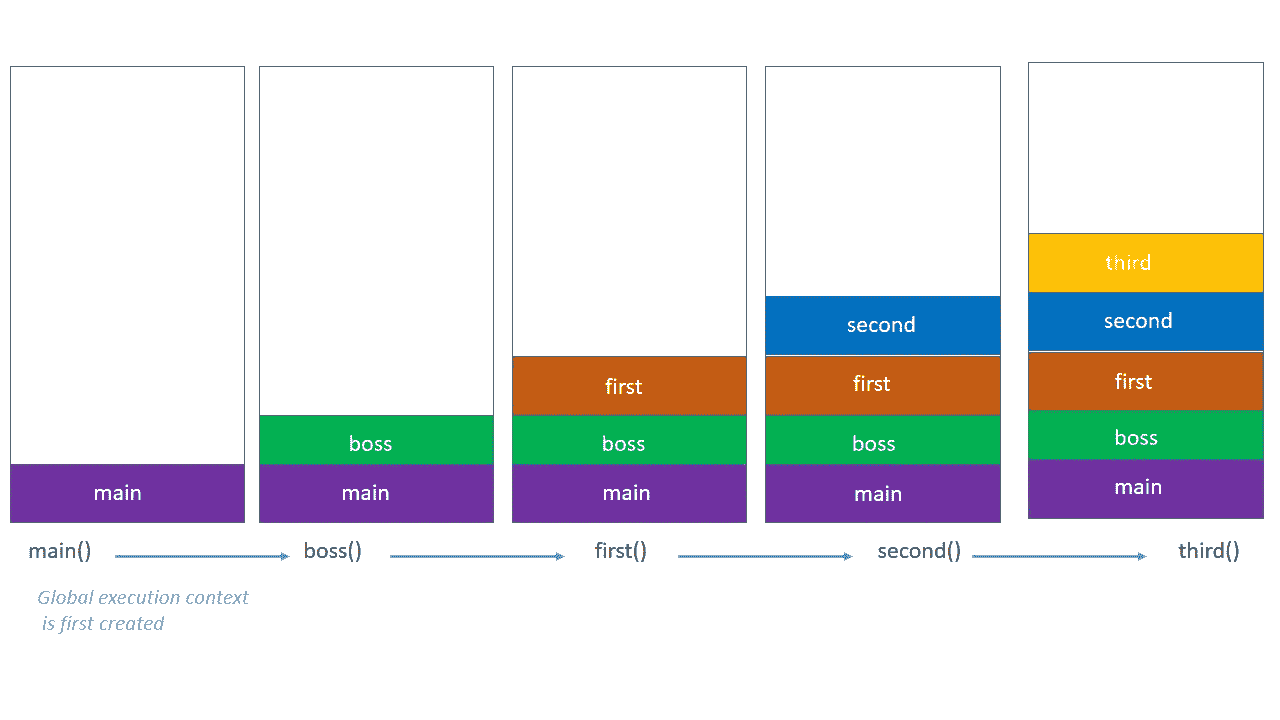 third
second
second
first
first
first
boss
boss
boss
boss
main
main
main
main
main
main()
boss()
first()
second()
third()
Global execution context
is first created